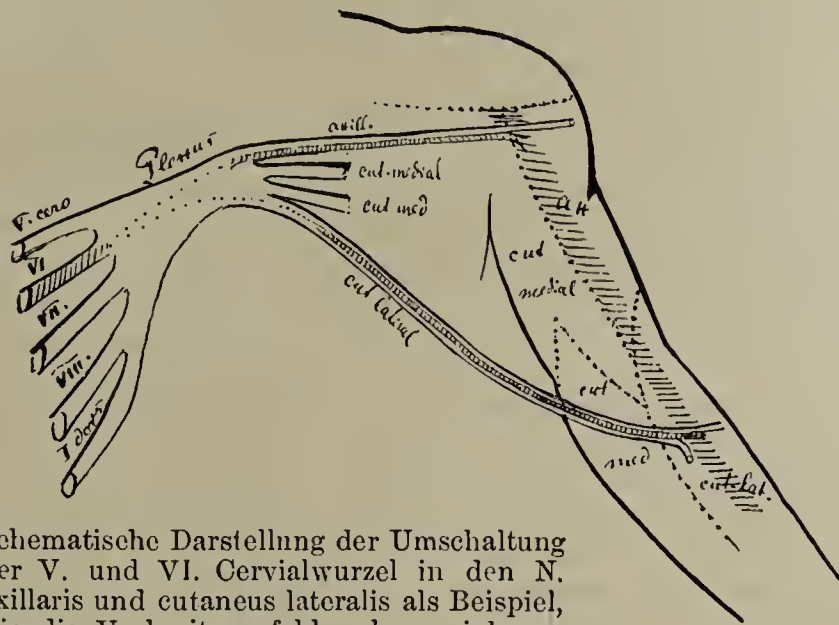 Plexus
axill.
cut-medial
cut med
V. cerv
VI
VII.
VIII.
I dors
cut lateral
cut
medial
cut
med
cut. lat.
chematische Darstellung der Umschaltung
er V. und VI. Cervialwurzel in den N.
xillaris und cutaneus lateralis als Beispiel,